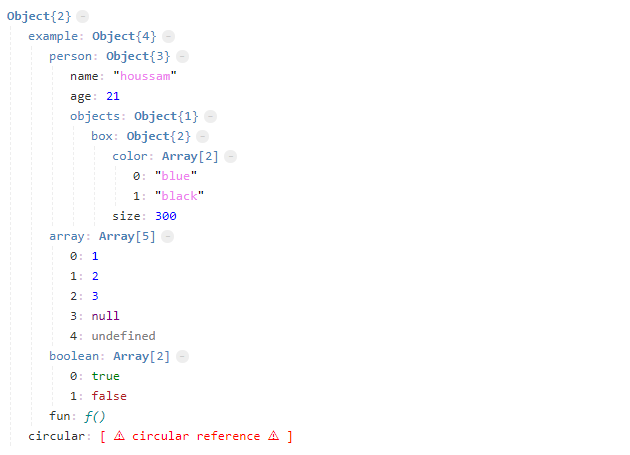 Object{2} -
example: Object{4} -
person: Object{3} -
name: "houssam"
age: 21
objects: Object{1} -
box: Object{2} -
color: Array[2] -
0: "blue"
1: "black"
size: 300
array: Array[5] -
0: 1
1: 2
2: 3
3: null
4: undefined
boolean: Array[2] -
0: true
1: false
fun: ƒ()
circular: [ ⚠ circular reference ⚠ ]